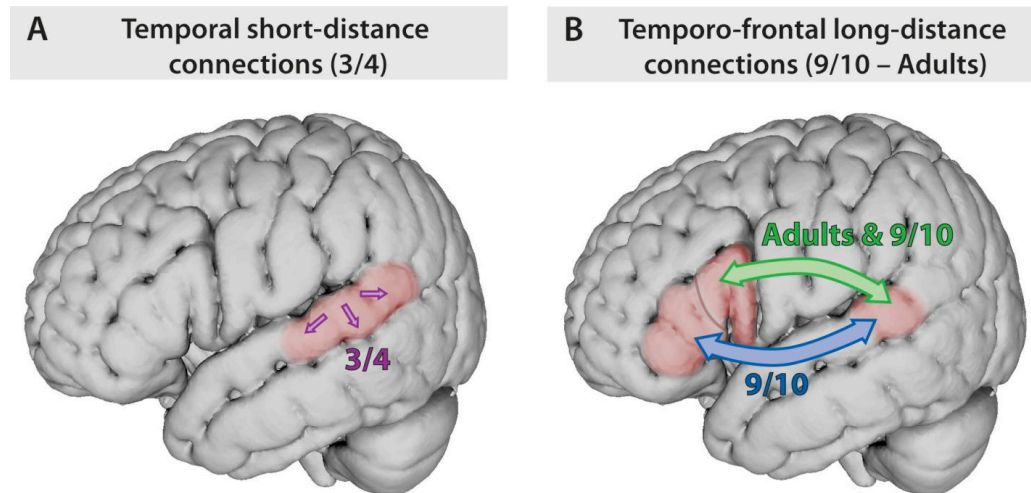 A
Temporal short-distance
connections (3/4)
B
Temporo-frontal long-distance
connections (9/10 – Adults)
3/4
Adults & 9/10
9/10